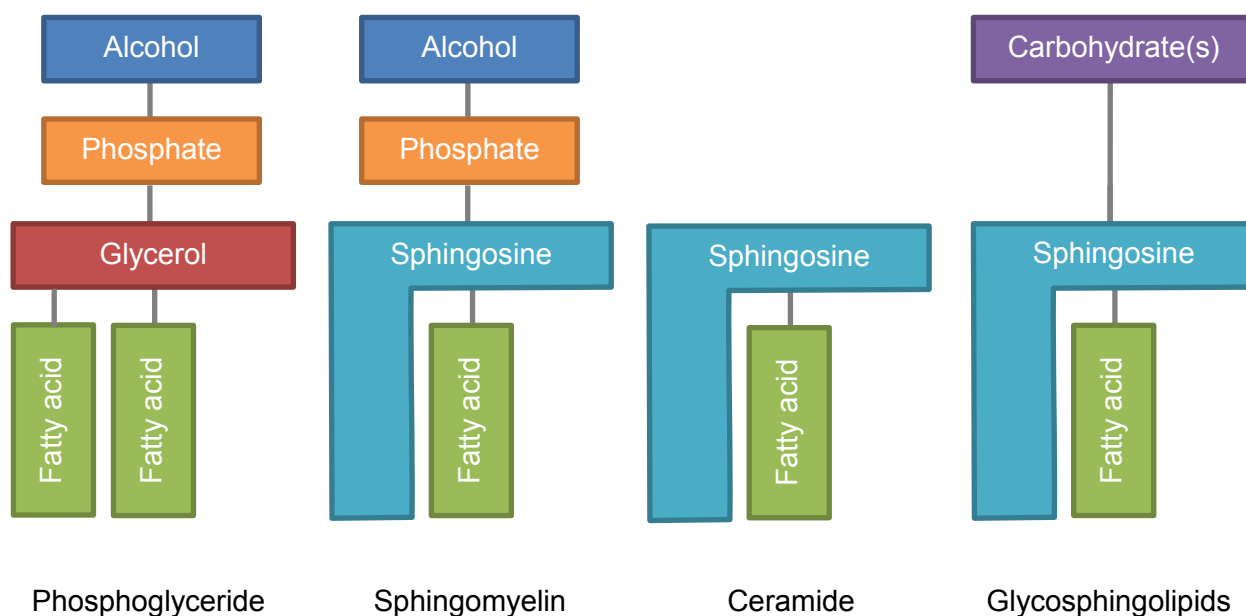 Alcohol
Alcohol
Carbohydrate(s)
Phosphate
Phosphate
Glycerol
Sphingosine
Sphingosine
Sphingosine
Fatty acid
Fatty acid
Fatty acid
Fatty acid
Fatty acid
Phosphoglyceride
Sphingomyelin
Ceramide
Glycosphingolipids